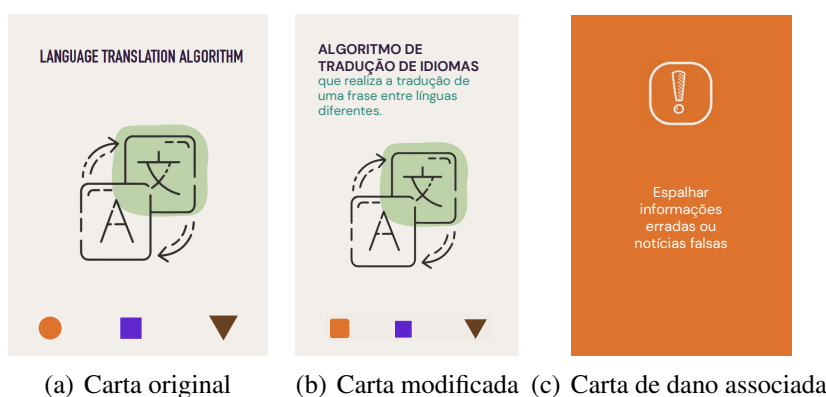 LANGUAGE TRANSLATION ALGORITHM
文
A
ALGORITMO DE
TRADUÇÃO DE IDIOMAS
que realiza a tradução de
uma frase entre línguas
diferentes.
文
A
!
Espalhar
informações
erradas ou
notícias falsas
(a) Carta original
(b) Carta modificada
(c) Carta de dano associada